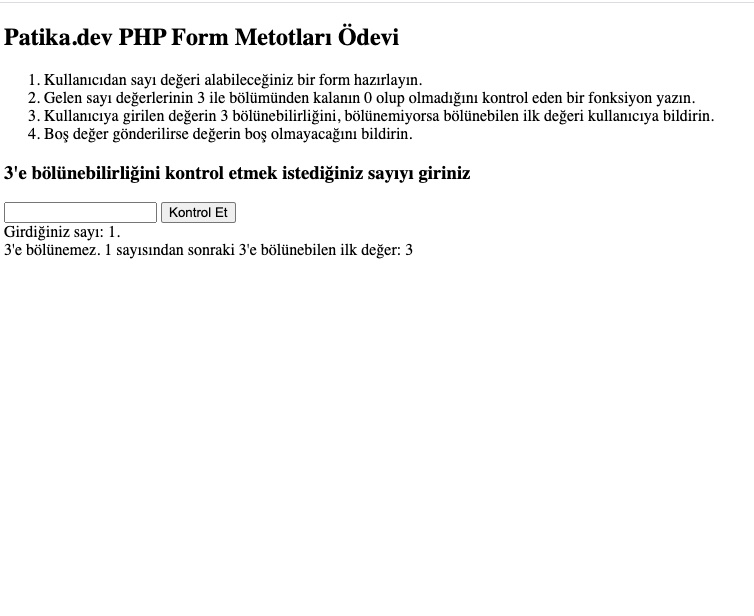 Patika.dev PHP Form Metotları Ödevi
1. Kullanıcıdan sayı değeri alabileceğiniz bir form hazırlayın.
2. Gelen sayı değerlerinin 3 ile bölümünden kalanın 0 olup olmadığını kontrol eden bir fonksiyon yazın.
3. Kullanıcıya girilen değerin 3 bölünebilirliğini, bölünemiyorsa bölünebilen ilk değeri kullanıcıya bildirin.
4. Boş değer gönderilirse değerin boş olmayacağını bildirin.
3'e bölünebilirliğini kontrol etmek istediğiniz sayıyı giriniz
Kontrol Et
Girdiğiniz sayı: 1.
3'e bölünemez. 1 sayısından sonraki 3'e bölünebilen ilk değer: 3